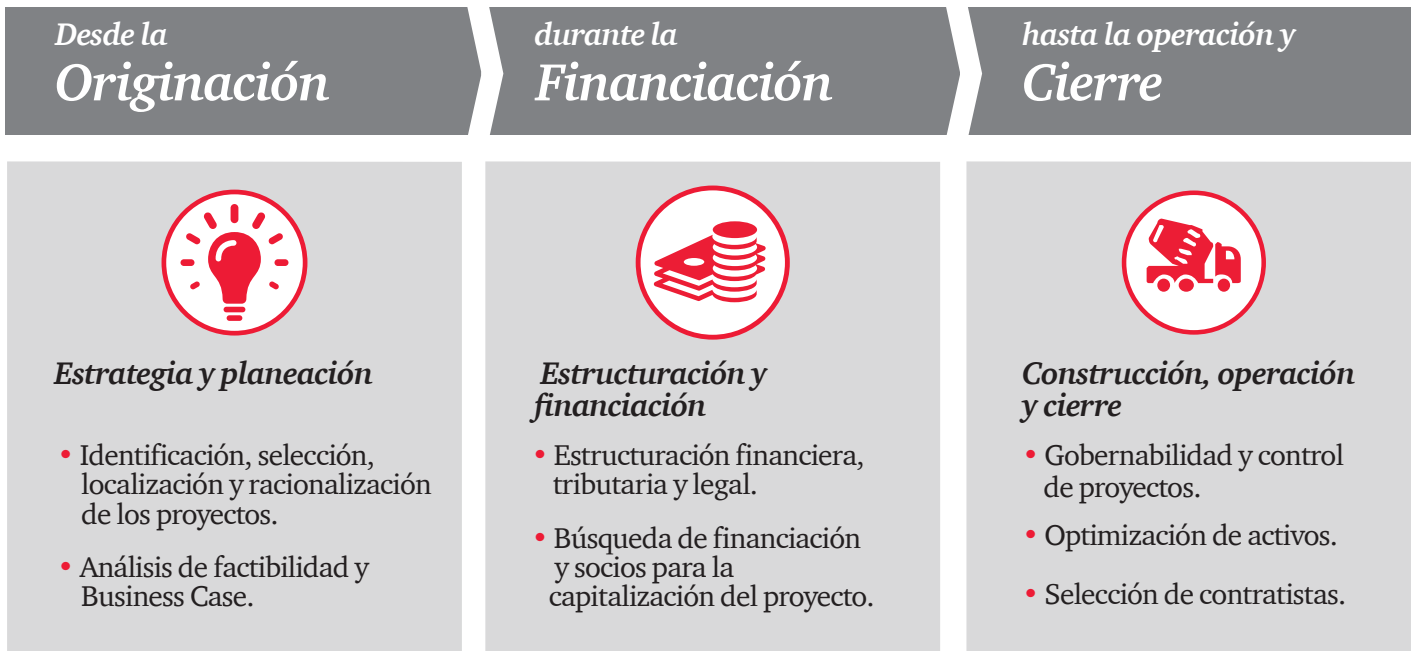 Desde la
Originación
durante la
Financiación
hasta la operación y
Cierre
Estrategia y planeación
• Identificación, selección,
localización y racionalización
de los proyectos.
• Análisis de factibilidad y
Business Case.
Estructuración y
financiación
• Estructuración financiera,
tributaria y legal.
• Búsqueda de financiación
y socios para la
capitalización del proyecto.
Construcción, operación
y cierre
• Gobernabilidad y control
de proyectos.
• Optimización de activos.
• Selección de contratistas.